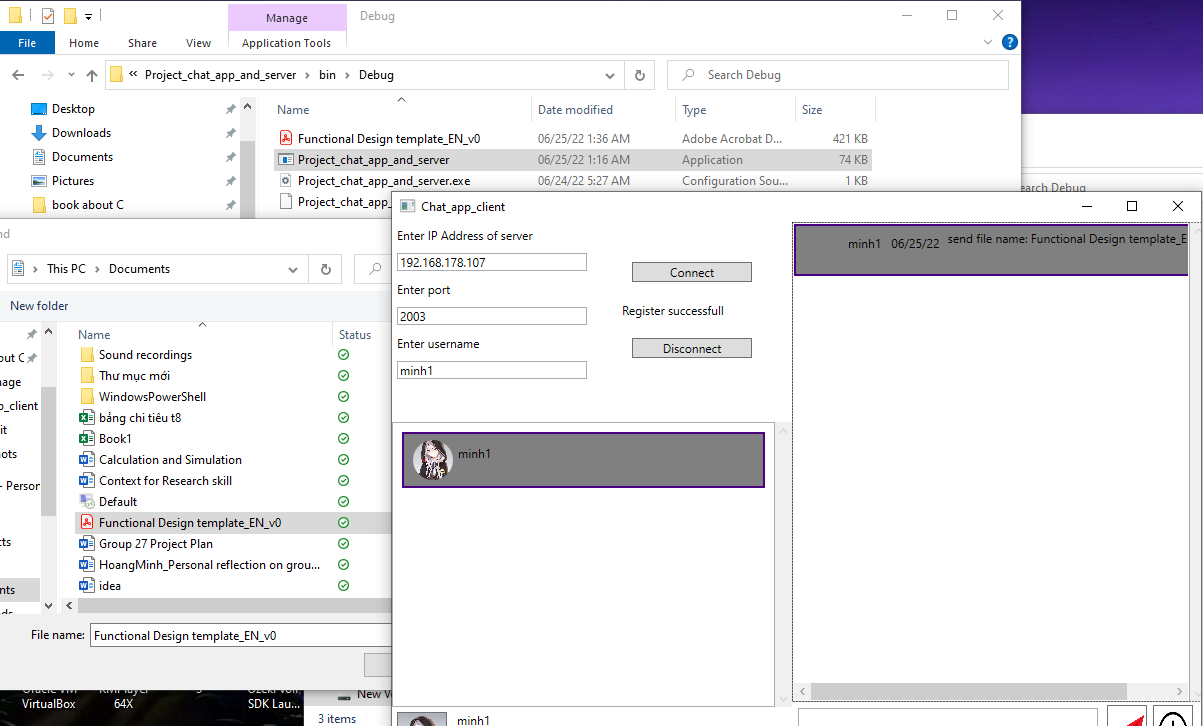 Manage
Debug
File
Home
Share
View
Application Tools
Project_chat_app_and_server
bin
Debug
Search Debug
Desktop
Downloads
Documents
Pictures
book about C
Name
Date modified
Type
Size
Functional Design template_EN_v0
06/25/22 1:36 AM
Adobe Acrobat D...
421 KB
Project_chat_app_and_server
06/25/22 1:16 AM
Application
74 KB
Project_chat_app_and_server.exe
06/24/22 5:27 AM
Configuration Sou...
1 KB
Project_chat_app_
earch Debug
nd
This PC
Documents
New folder
Name
Status
out C
nage
p_client
it
ots
- Person
cts
nts
Sound recordings
Thư mục mới
WindowsPowerShell
bảng chi tiêu t8
Book1
Calculation and Simulation
Context for Research skill
Default
Functional Design template_EN_v0
Group 27 Project Plan
HoangMinh_Personal reflection on grou...
idea
File name:
Functional Design template_EN_v0
Chat_app_client
Enter IP Address of server
192.168.178.107
Connect
Enter port
2003
Register successfull
Enter username
Disconnect
minh1
minh1
minh1 06/25/22 send file name: Functional Design template_E
minh1
VirtualBox
64X
SDK Lau...
New Vo
3 items